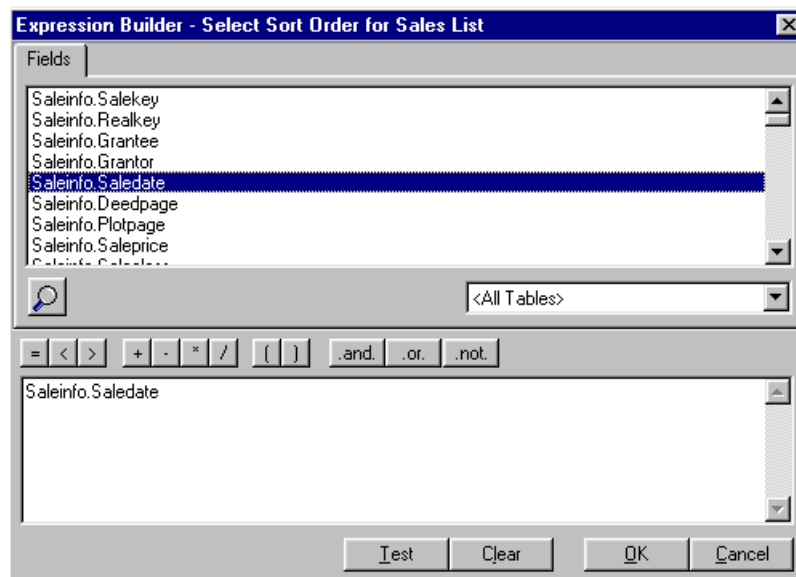 Expression Builder - Select Sort Order for Sales List
Fields
Saleinfo.Salekey
Saleinfo.Realkey
Saleinfo.Grantee
Saleinfo.Grantor
Saleinfo.Saledate
Saleinfo.Deedpage
Saleinfo.Plotpage
Saleinfo.Saleprice
<All Tables>
= < > + - * / ( ) .and. .or. .not.
Saleinfo.Saledate
Test Clear OK Cancel